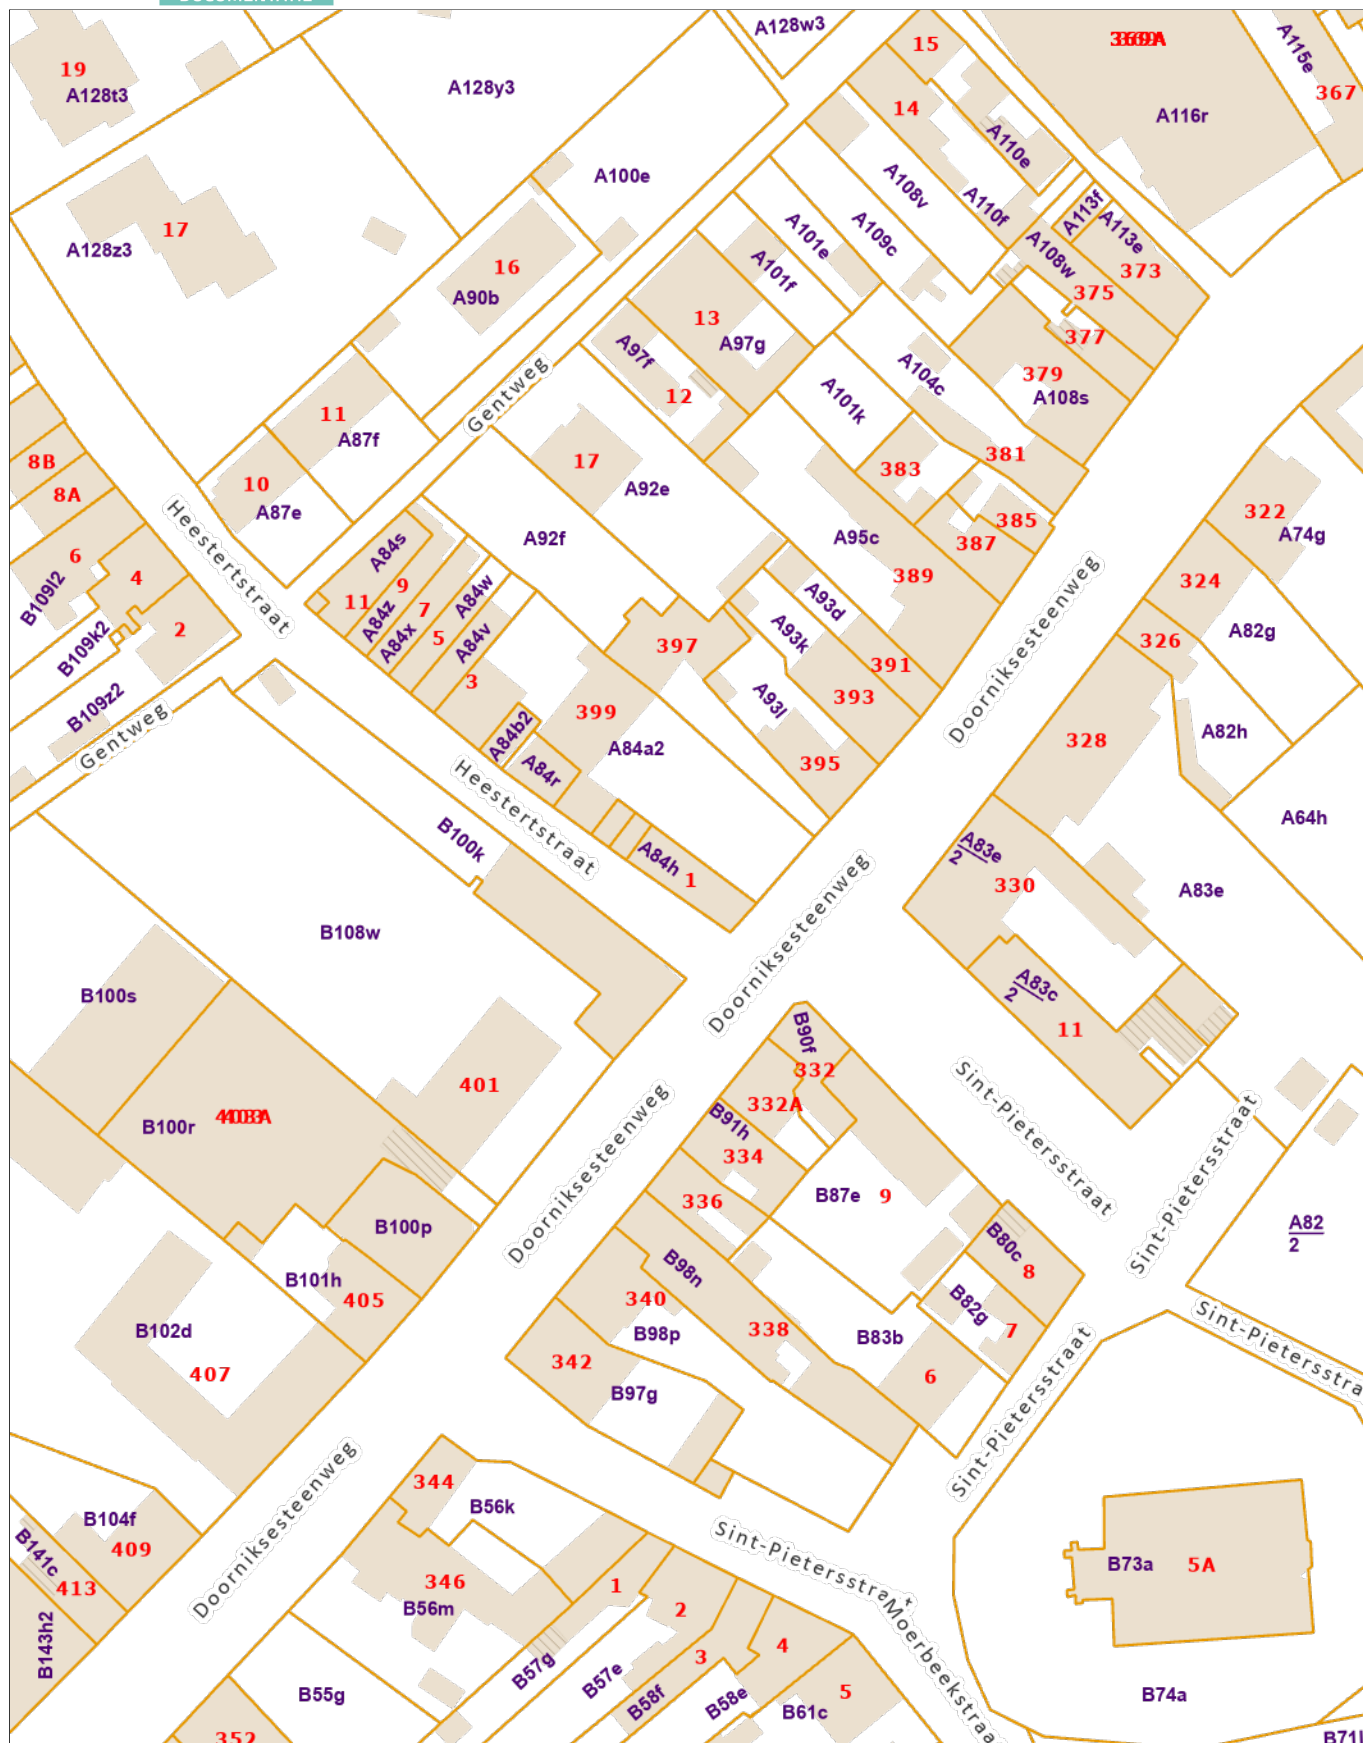 A128w3
15
369A
A115e
367
19
A128t3
A128y3
14
A116r
A110e
A100e
A108v
A110f
A113f
A113e
17
A128z3
A101e
A109c
A108w
373
16
A90b
A101f
375
13
A97g
377
A97f
379
A108s
Gentweg
A104c
A101k
12
11
A87f
381
8B
17
A92e
383
10
A87e
8A
385
322
A74g
Heestertstraat
A84s
A92f
A95c
387
389
6
4
B109l2
9
11
A84z
7
A84w
A93d
324
2
A84x
5
A84v
A93k
397
391
326
A82g
B109k2
Doorniksesteenweg
3
393
A93l
B109z2
399
A84b2
A84a2
328
A82h
Gentweg
A84r
395
Heestertstraat
A64h
B100k
A84h
1
A83e
2
330
A83e
B108w
Doorniksesteenweg
B100s
A83c
2
11
B90f
401
332
Sint-Pietersstraat
332A
B91h
B100r
334
Doorniksesteenweg
Sint-Pietersstraat
336
B87e
9
B100p
A82
2
B80c
8
B98n
B101h
405
340
B82g
B102d
B98p
338
B83b
7
Sint-Pietersstraat
342
407
B97g
6
344
B56k
Sint-Pietersstra
B104f
409
B141c
413
Doorniksesteenweg
Sint-Pietersstra
346
B56m
1
2
B73a
5A
B143h2
Moerbeekstraa
B57g
B57e
3
4
B55g
B58f
B58e
B61c
5
B74a
352